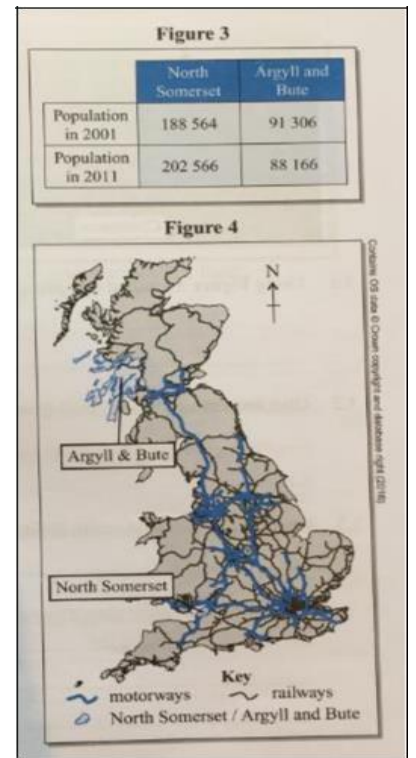 Figure 3
North Somerset
Argyll and Bute
Population in 2001
188 564
91 306
Population in 2011
202 566
88 166
Figure 4
N
Contains OS data © Crown copyright and database right (2016)
Argyll & Bute
North Somerset
Key
motorways
railways
North Somerset / Argyll and Bute